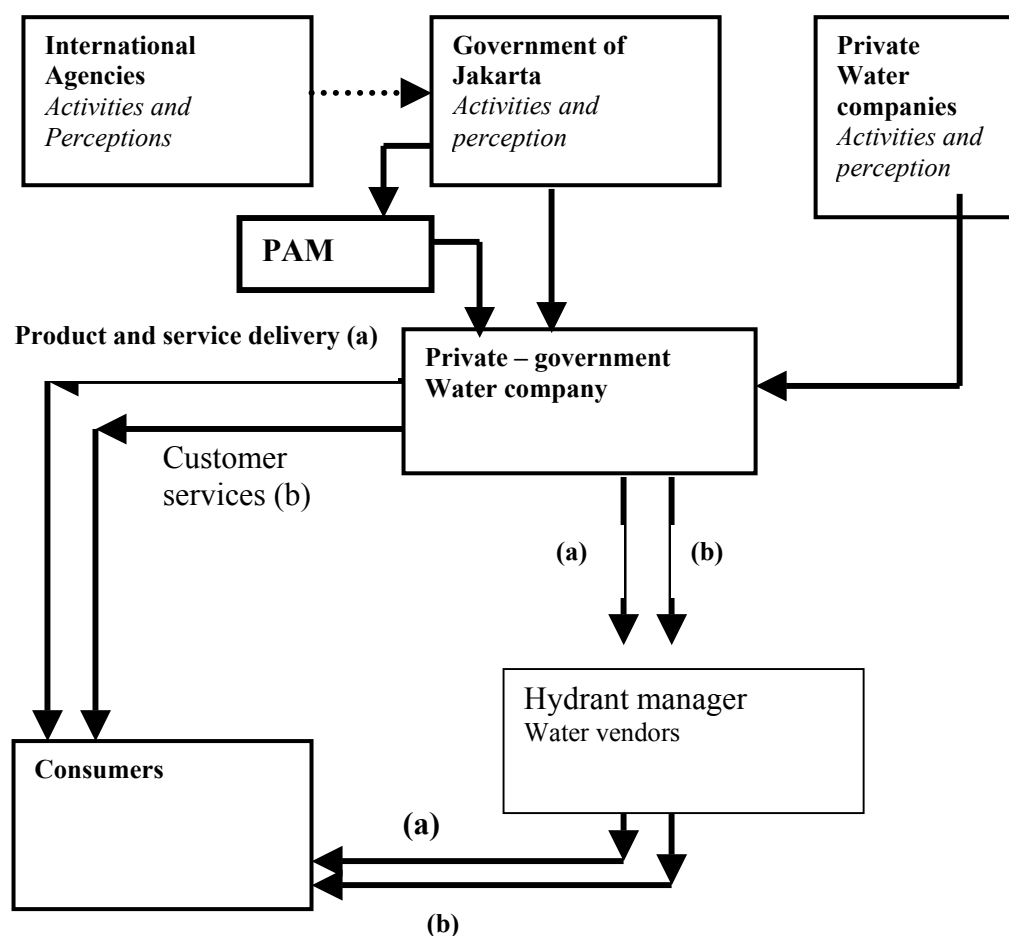 International
Agencies
Activities and
Perceptions
Government of
Jakarta
Activities and
perception
Private
Water
companies
Activities and
perception
PAM
Product and service delivery (a)
Private – government
Water company
Customer
services (b)
(a)
(b)
Hydrant manager
Water vendors
Consumers
(a)
(b)